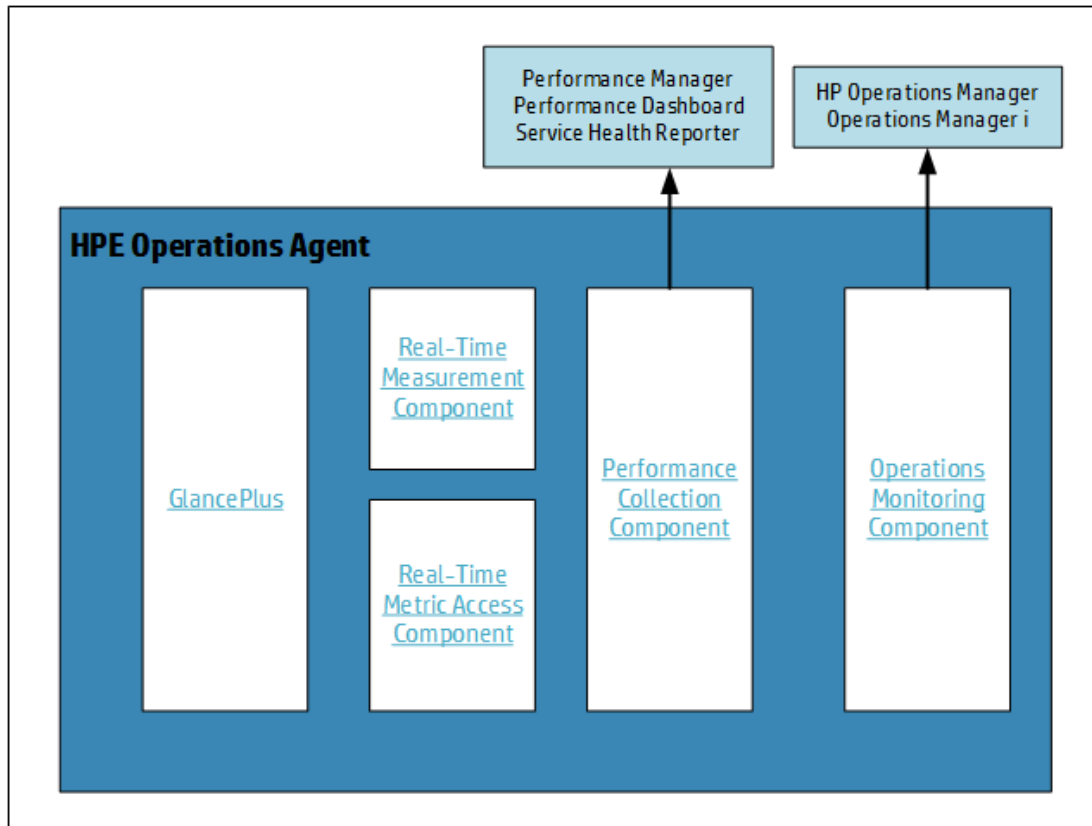 Performance Manager
Performance Dashboard
Service Health Reporter
HP Operations Manager
Operations Manager i
HPE Operations Agent
GlancePlus
Real-Time
Measurement
Component
Real-Time
Metric Access
Component
Performance
Collection
Component
Operations
Monitoring
Component